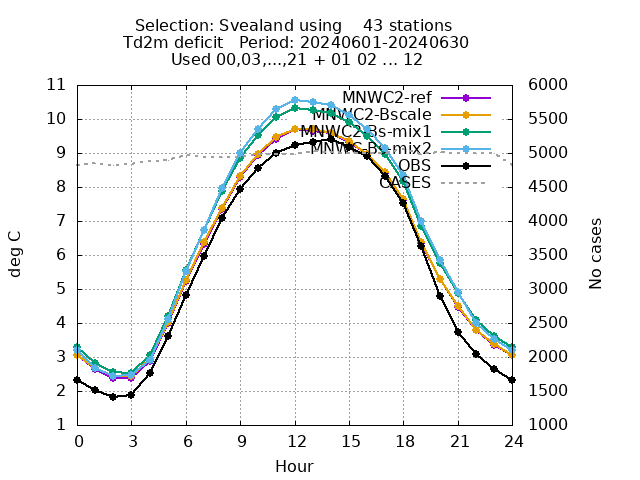 Selection: Svealand using    43 stations
Td2m deficit   Period: 20240601-20240630
Used 00,03,...,21 + 01 02 ... 12
MNWC2-ref
MNWC2-Bscale
MNWC2-Bs-mix1
MNWC-Bs-mix2
OBS
CASES
deg C
11
10
9
8
7
6
5
4
3
2
1
6000
5500
5000
4500
4000
3500
3000
2500
2000
1500
1000
No cases
0 3 6 9 12 15 18 21 24
Hour